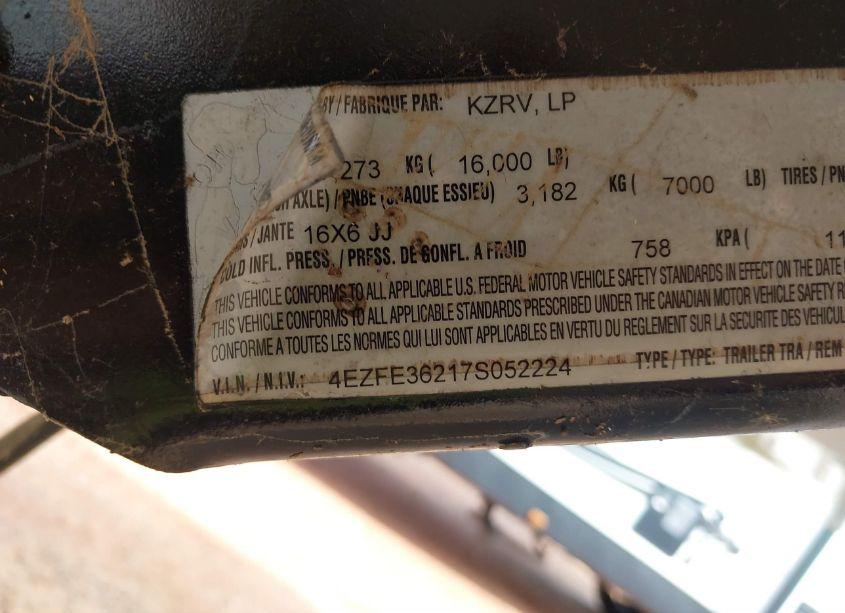 BY / FABRIQUE PAR: KZRV, LP
,273 KG ( 16,000 LB)
AXLE) / PNBE (CHAQUE ESSIEU) 3,182 KG ( 7000 LB) TIRES / PN
/ JANTE 16X6 JJ
COLD INFL. PRESS. / PRESS. DE GONFL. A FROID 758 KPA ( 11
THIS VEHICLE CONFORMS TO ALL APPLICABLE U.S. FEDERAL MOTOR VEHICLE SAFETY STANDARDS IN EFFECT ON THE DATE
THIS VEHICLE CONFORMS TO ALL APPLICABLE STANDARDS PRESCRIBED UNDER THE CANADIAN MOTOR VEHICLE SAFETY R
CONFORME A TOUTES LES NORMES QUI LUI SONT APPLICABLES EN VERTU DU REGLEMENT SUR LA SECURITE DES VEHICUL
V.I.N. / N.I.V.: 4EZFE36217S052224 TYPE / TYPE: TRAILER TRA / REM